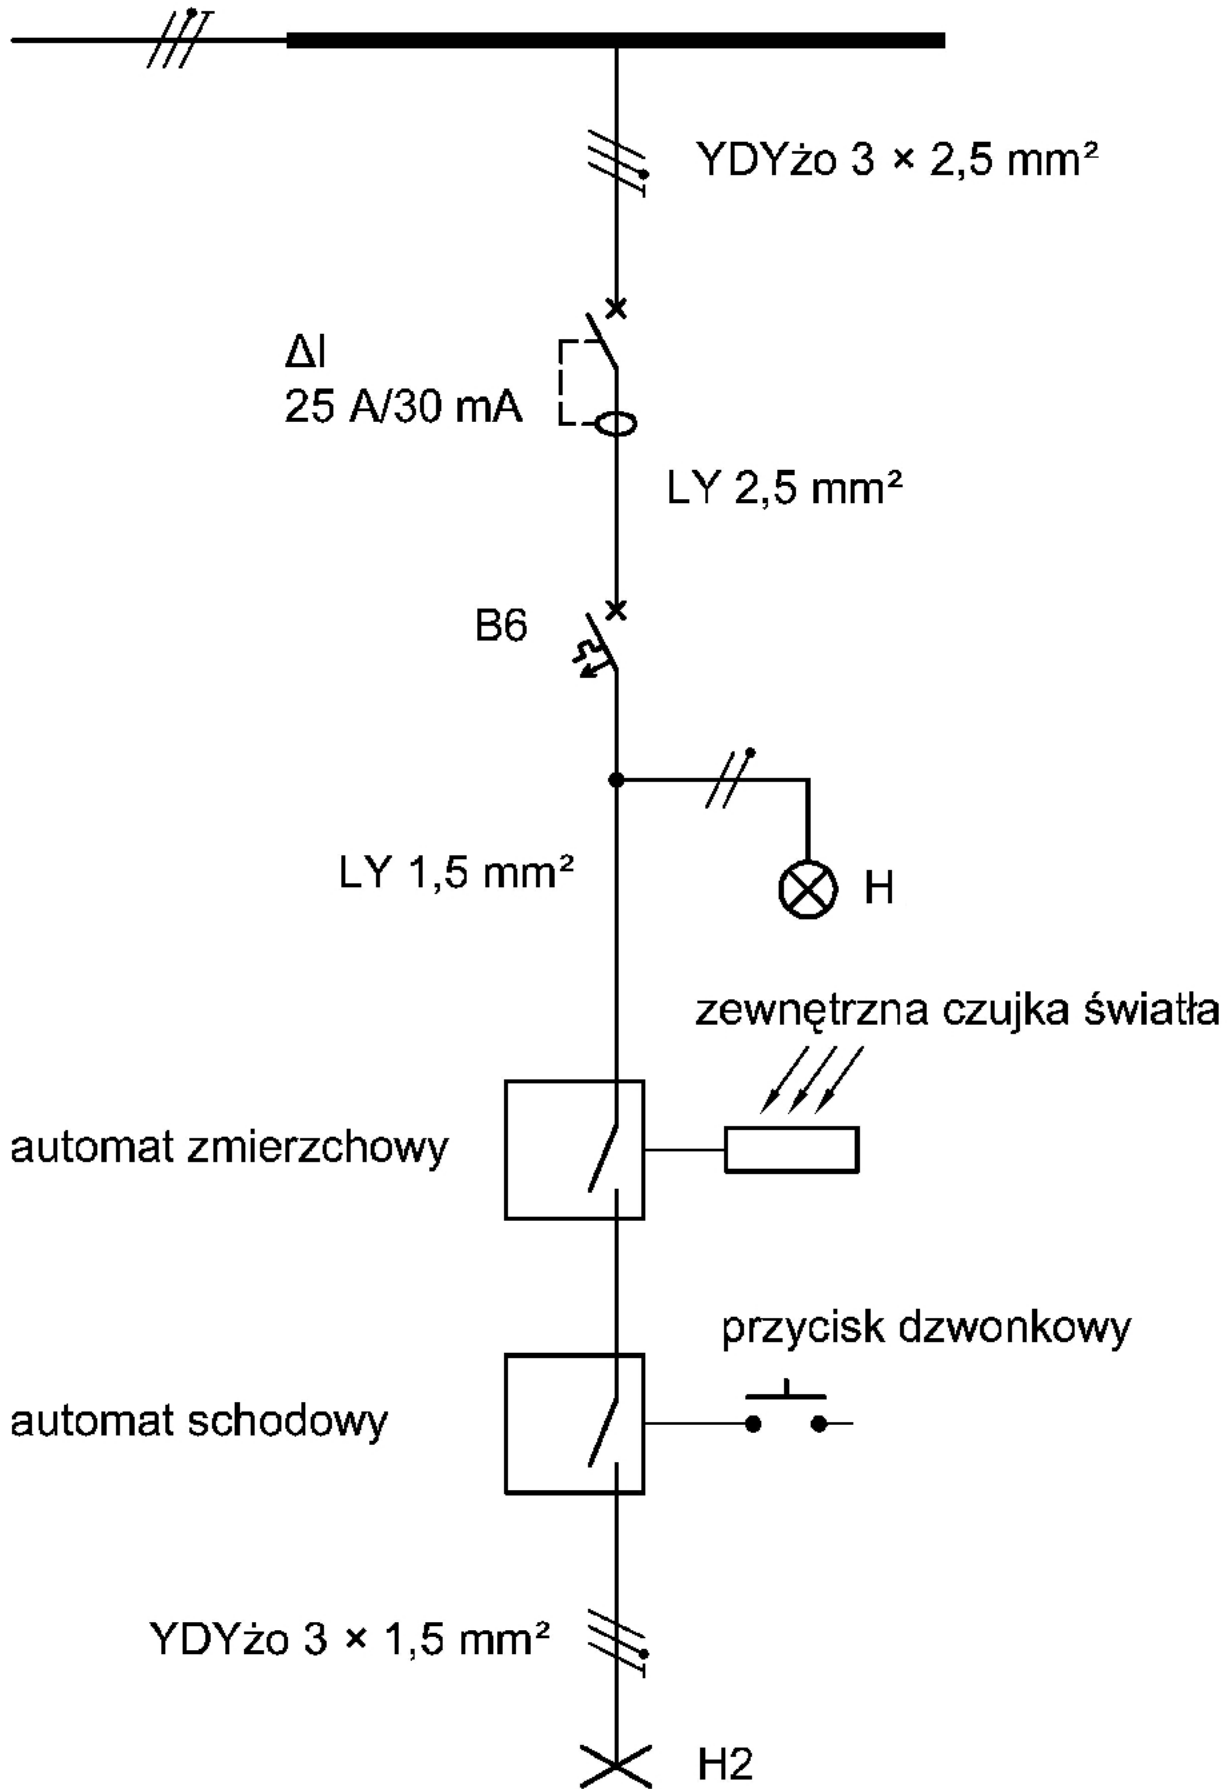 YDYżo 3 × 2,5 mm²
ΔI
25 A/30 mA
LY 2,5 mm²
B6
LY 1,5 mm²
H
zewnętrzna czujka światła
automat zmierzchowy
przycisk dzwonkowy
automat schodowy
YDYżo 3 × 1,5 mm²
H2